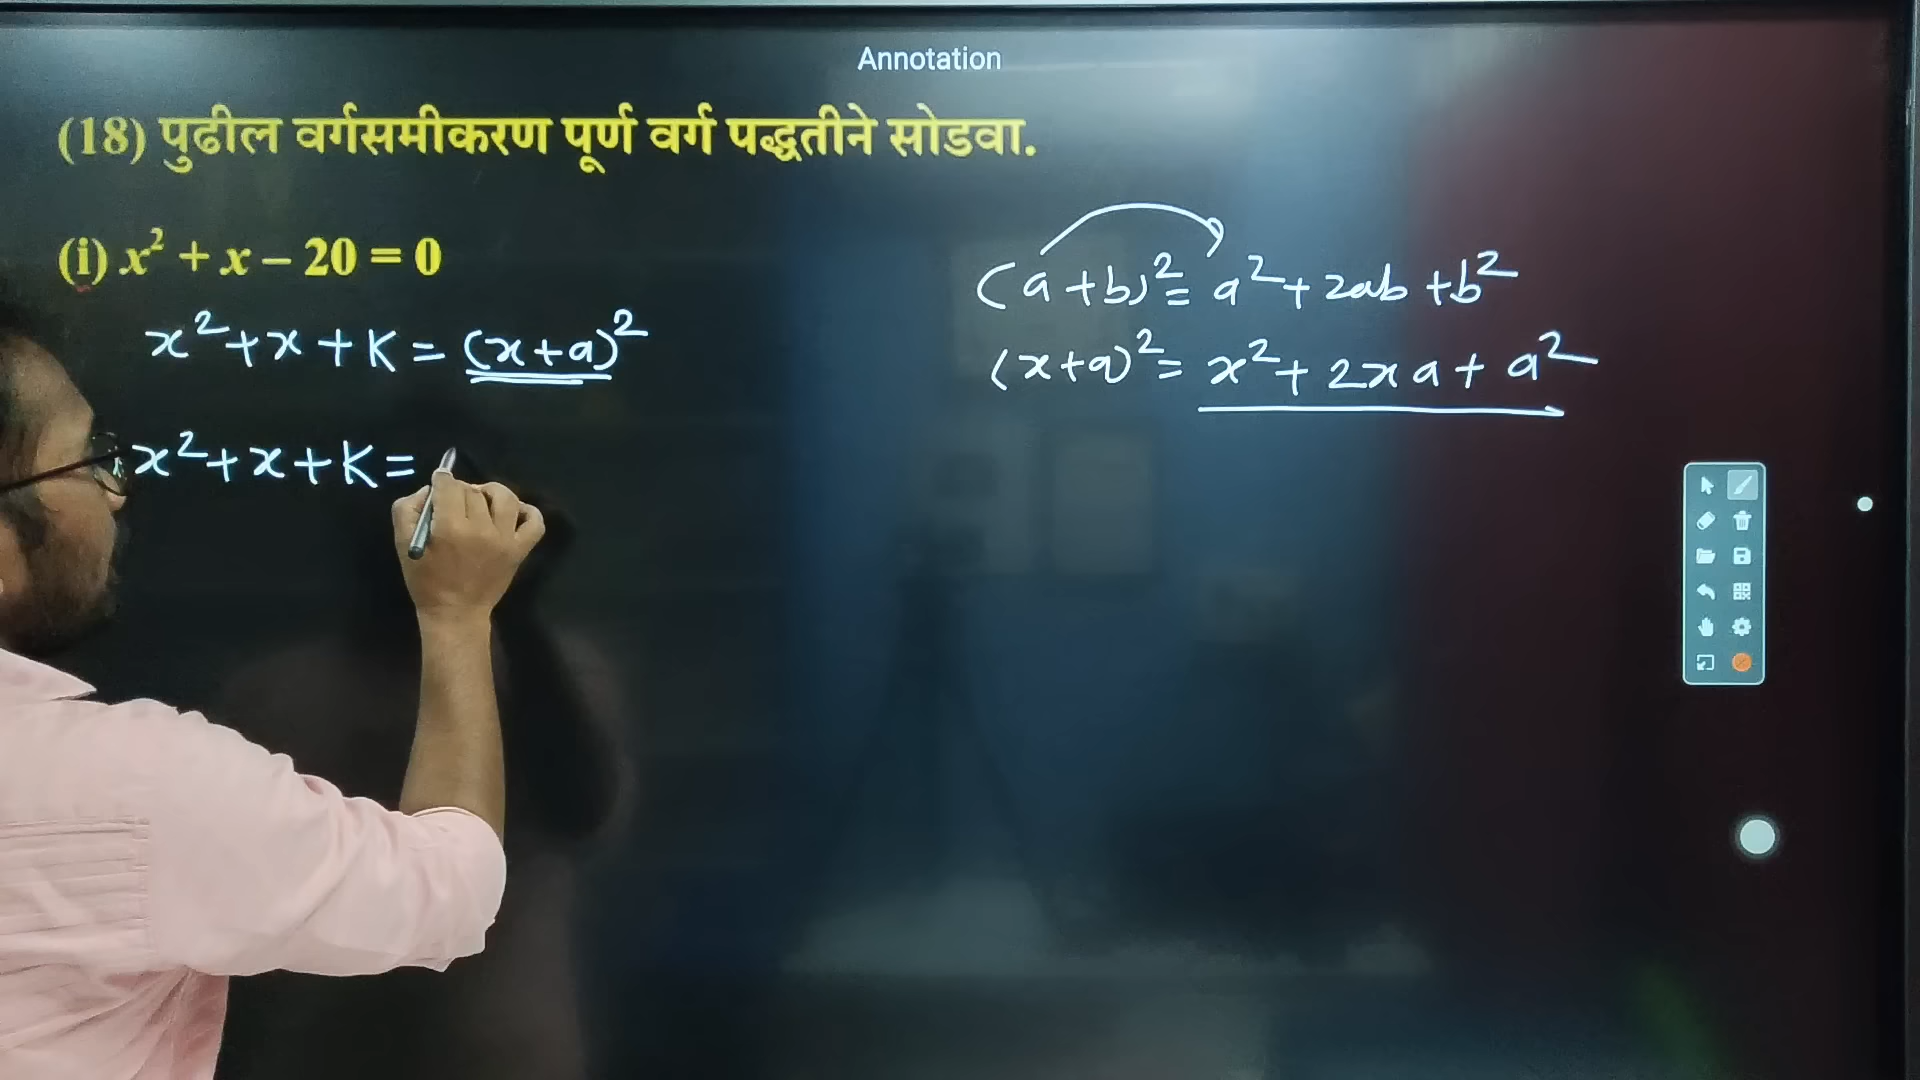 Annotation
(18) पुढील वर्गसमीकरण पूर्ण वर्ग पद्धतीने सोडवा.
(i) x² + x – 20 = 0
x² + x + K = (x + a)²
x² + x + K =
(a + b)² = a² + 2ab + b²
(x + a)² = x² + 2xa + a²